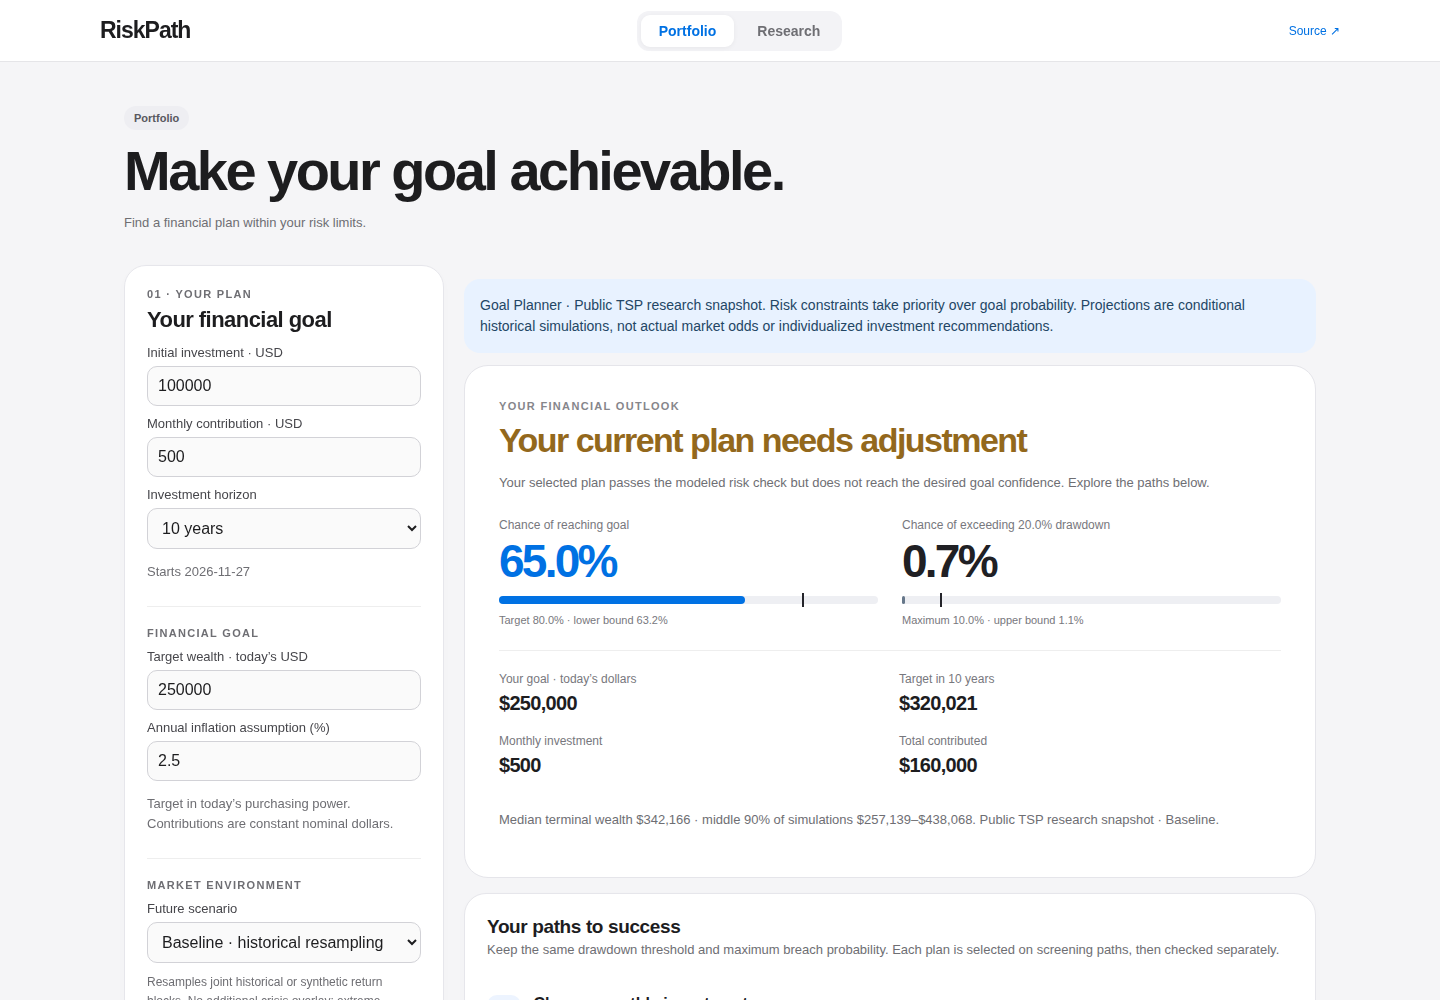 RiskPath
Portfolio
Research
Source ↗
Portfolio
Make your goal achievable.
Find a financial plan within your risk limits.
01 · YOUR PLAN
Your financial goal
Initial investment · USD
100000
Monthly contribution · USD
500
Investment horizon
10 years
Starts 2026-11-27
FINANCIAL GOAL
Target wealth · today's USD
250000
Annual inflation assumption (%)
2.5
Target in today's purchasing power.
Contributions are constant nominal dollars.
MARKET ENVIRONMENT
Future scenario
Baseline · historical resampling
Resamples joint historical or synthetic return
Goal Planner · Public TSP research snapshot. Risk constraints take priority over goal probability. Projections are conditional
historical simulations, not actual market odds or individualized investment recommendations.
YOUR FINANCIAL OUTLOOK
Your current plan needs adjustment
Your selected plan passes the modeled risk check but does not reach the desired goal confidence. Explore the paths below.
Chance of reaching goal
65.0%
Target 80.0% · lower bound 63.2%
Chance of exceeding 20.0% drawdown
0.7%
Maximum 10.0% · upper bound 1.1%
Your goal · today's dollars
$250,000
Target in 10 years
$320,021
Monthly investment
$500
Total contributed
$160,000
Median terminal wealth $342,166 · middle 90% of simulations $257,139–$438,068. Public TSP research snapshot · Baseline.
Your paths to success
Keep the same drawdown threshold and maximum breach probability. Each plan is selected on screening paths, then checked separately.